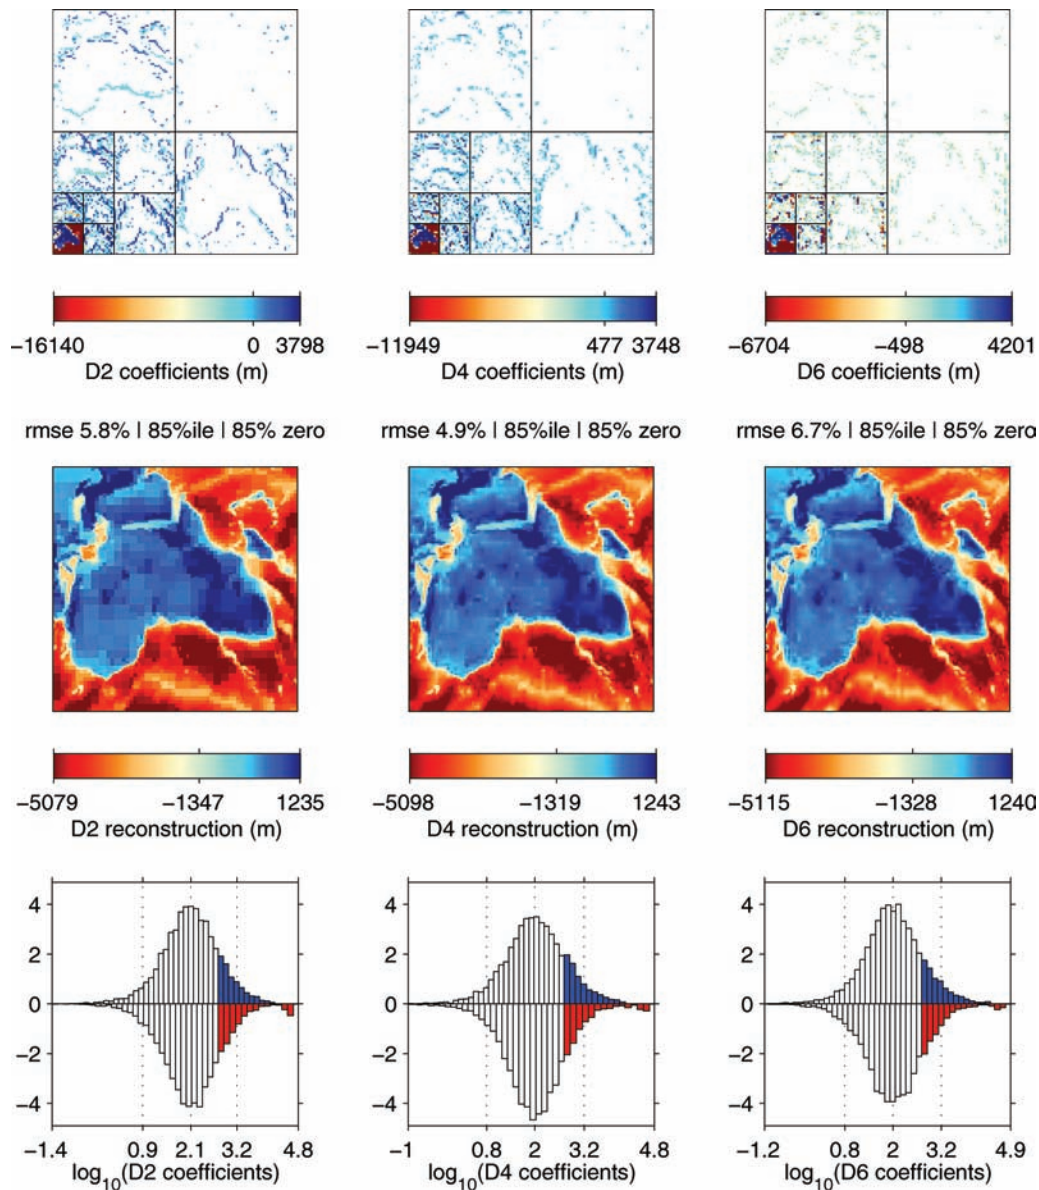 −16140 0 3798 −11949 477 3748 −6704 −498 4201
D2 coefficients (m) D4 coefficients (m) D6 coefficients (m)
rmse 5.8% | 85%ile | 85% zero rmse 4.9% | 85%ile | 85% zero rmse 6.7% | 85%ile | 85% zero
−5079 −1347 1235 −5098 −1319 1243 −5115 −1328 1240
D2 reconstruction (m) D4 reconstruction (m) D6 reconstruction (m)
4 4 4
2 2 2
0 0 0
−2 −2 −2
−4 −4 −4
−1.4 0.9 2.1 3.2 4.8 −1 0.8 2 3.2 4.8 −1.2 0.8 2 3.2 4.9
log10(D2 coefficients) log10(D4 coefficients) log10(D6 coefficients)